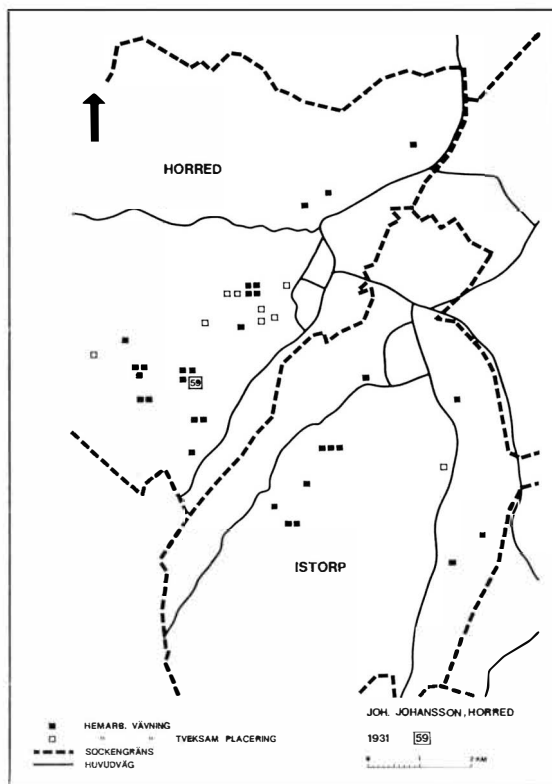 HORRED
59
ISTORP
HEMARB. VÄVNING
" " TVEKSAM PLACERING
SOCKENGRÄNS
HUVUDVÄG
JOH. JOHANSSON, HORRED
1931 59
0 1 2 KM